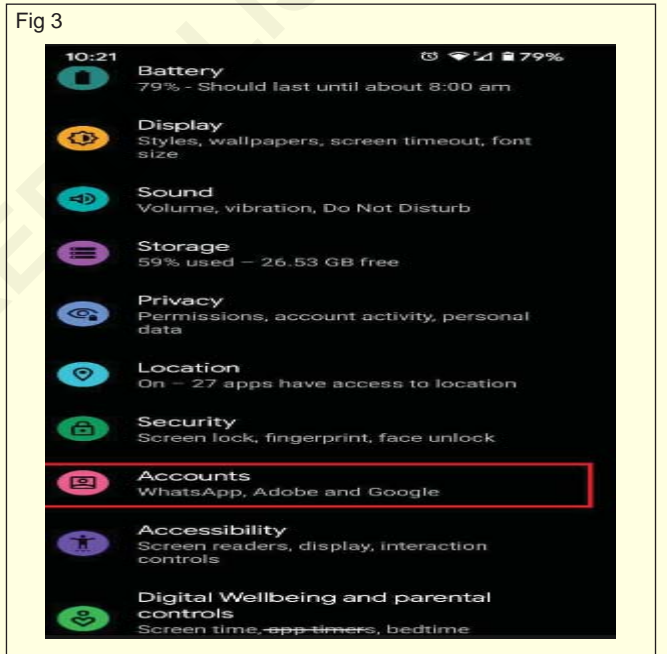 Fig 3
10:21 79%
Battery
79% - Should last until about 8:00 am
Display
Styles, wallpapers, screen timeout, font
size
Sound
Volume, vibration, Do Not Disturb
Storage
59% used – 26.53 GB free
Privacy
Permissions, account activity, personal
data
Location
On – 27 apps have access to location
Security
Screen lock, fingerprint, face unlock
Accounts
WhatsApp, Adobe and Google
Accessibility
Screen readers, display, interaction
controls
Digital Wellbeing and parental
controls
Screen time, app timers, bedtime